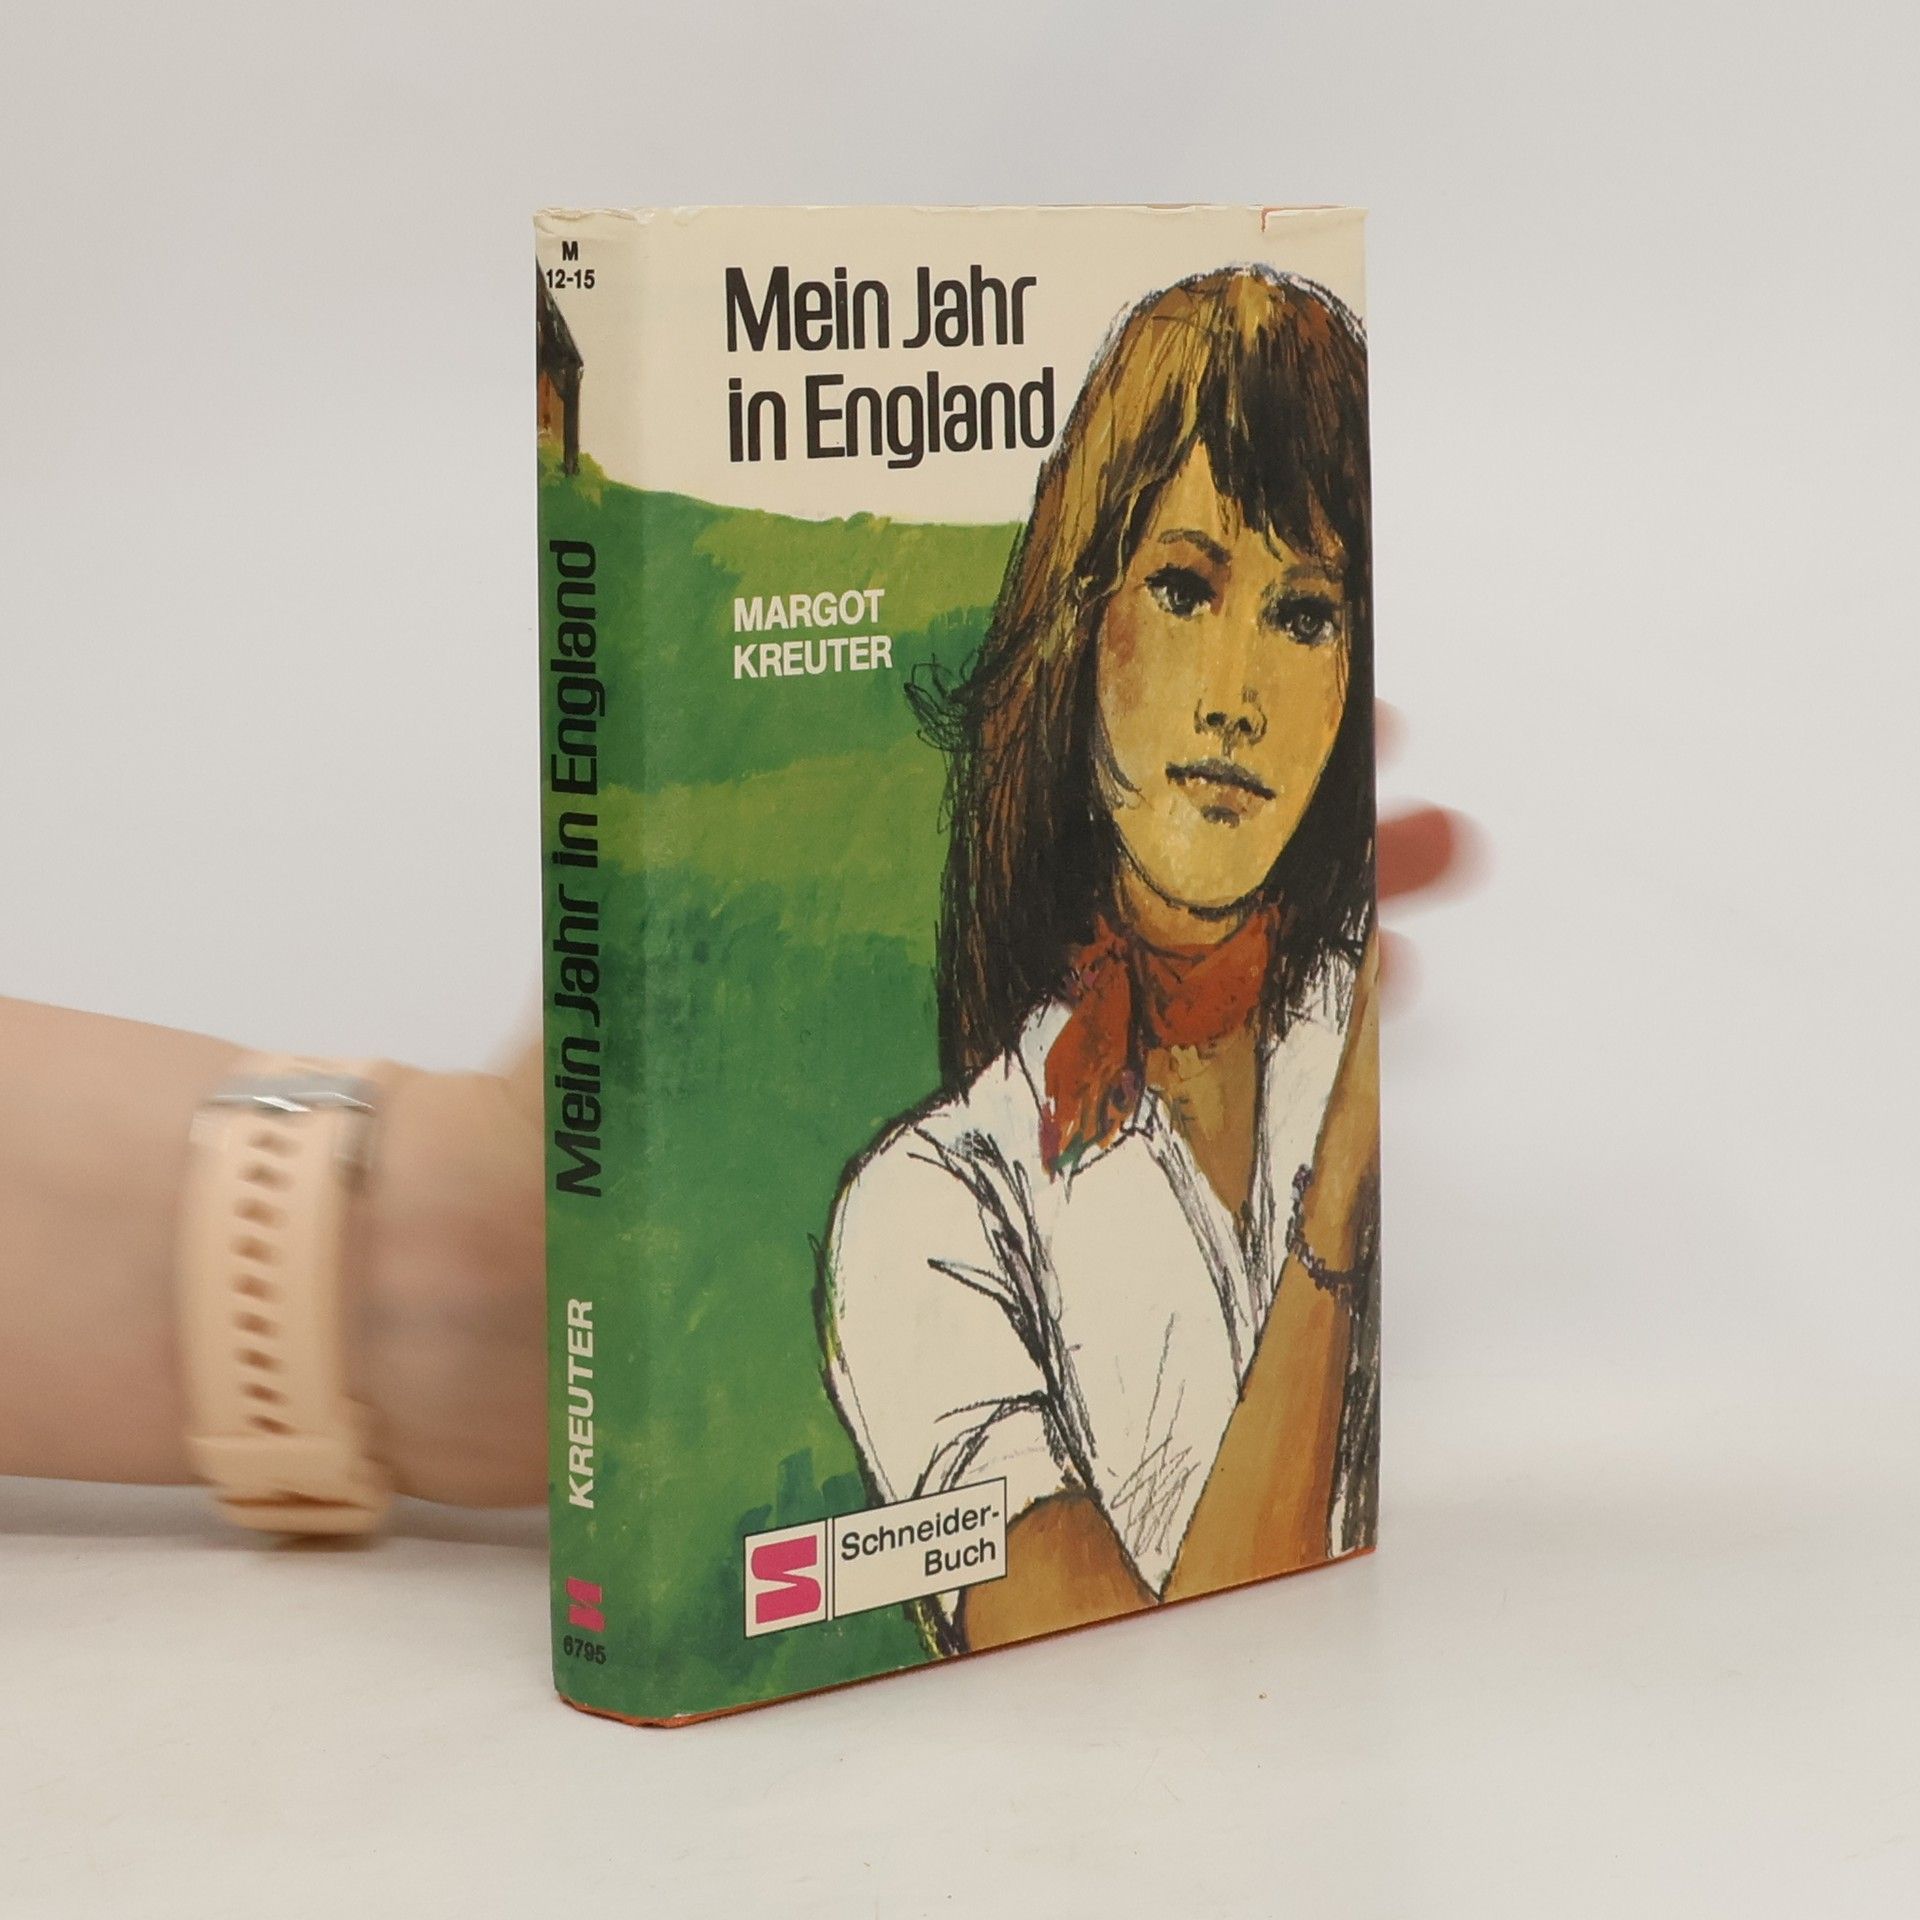 M
12-15
Mein Jahr in England
KREUTER
6795
Mein Jahr
in England
MARGOT
KREUTER
Schneider-
Buch